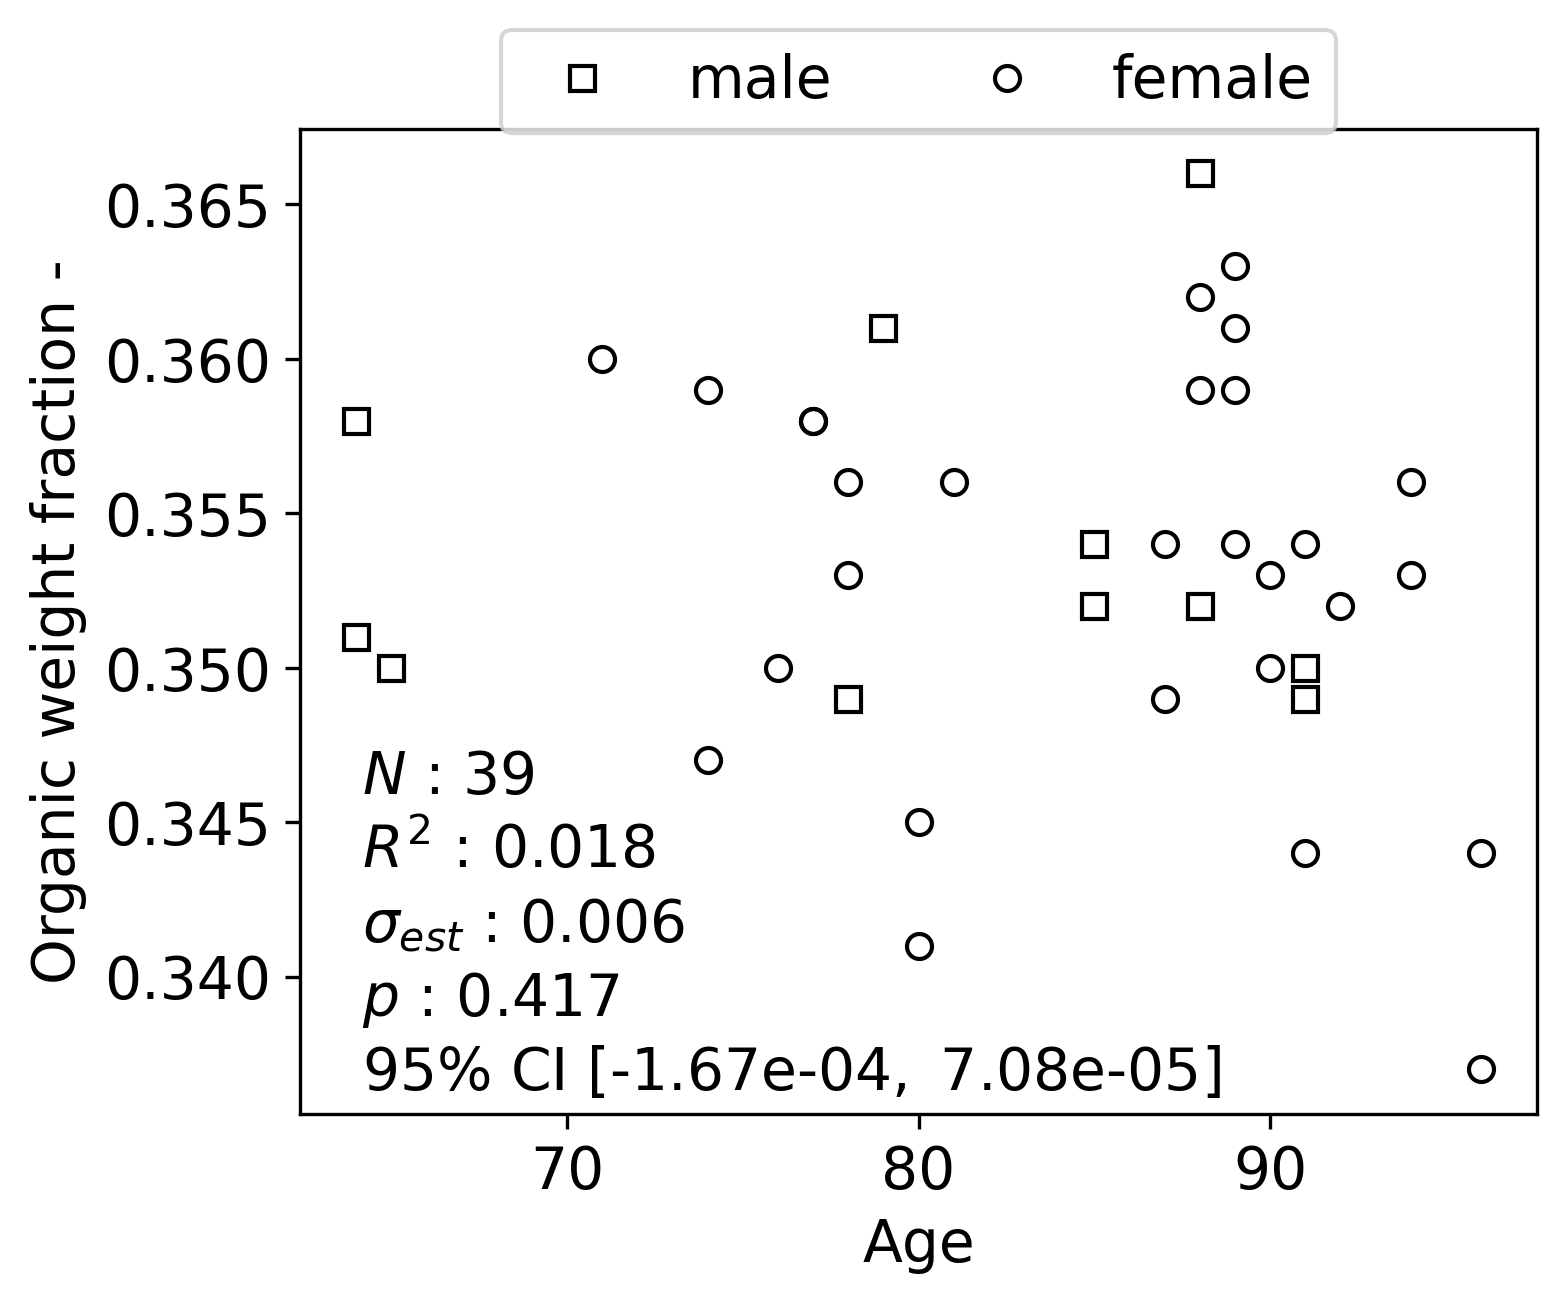 male female
0.365
0.360
0.355
0.350
0.345
0.340
Organic weight fraction -
N : 39
R² : 0.018
σest : 0.006
p : 0.417
95% CI [-1.67e-04, 7.08e-05]
70 80 90
Age